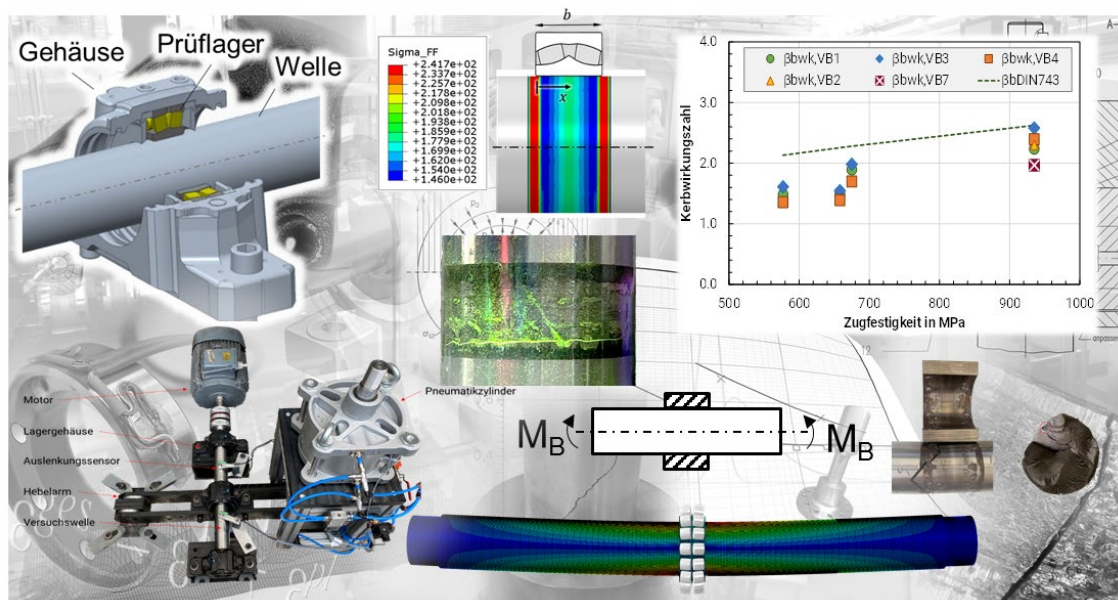 Gehäuse
Prüflager
Welle
Sigma_FF
+2.417e+02
+2.337e+02
+2.257e+02
+2.178e+02
+2.098e+02
+2.018e+02
+1.938e+02
+1.859e+02
+1.779e+02
+1.699e+02
+1.620e+02
+1.540e+02
+1.460e+02
b
x
βbwk,VB1
βbwk,VB3
βbwk,VB4
βbwk,VB2
βbwk,VB7
βbDIN743
Kerbwirkungszahl
4.0
3.0
2.0
1.0
0.0
500
600
700
800
900
1000
Zugfestigkeit in MPa
Motor
Lagergehäuse
Auslenkungssensor
Hebelarm
Versuchswelle
Pneumatikzylinder
M_B
M_B
A
12